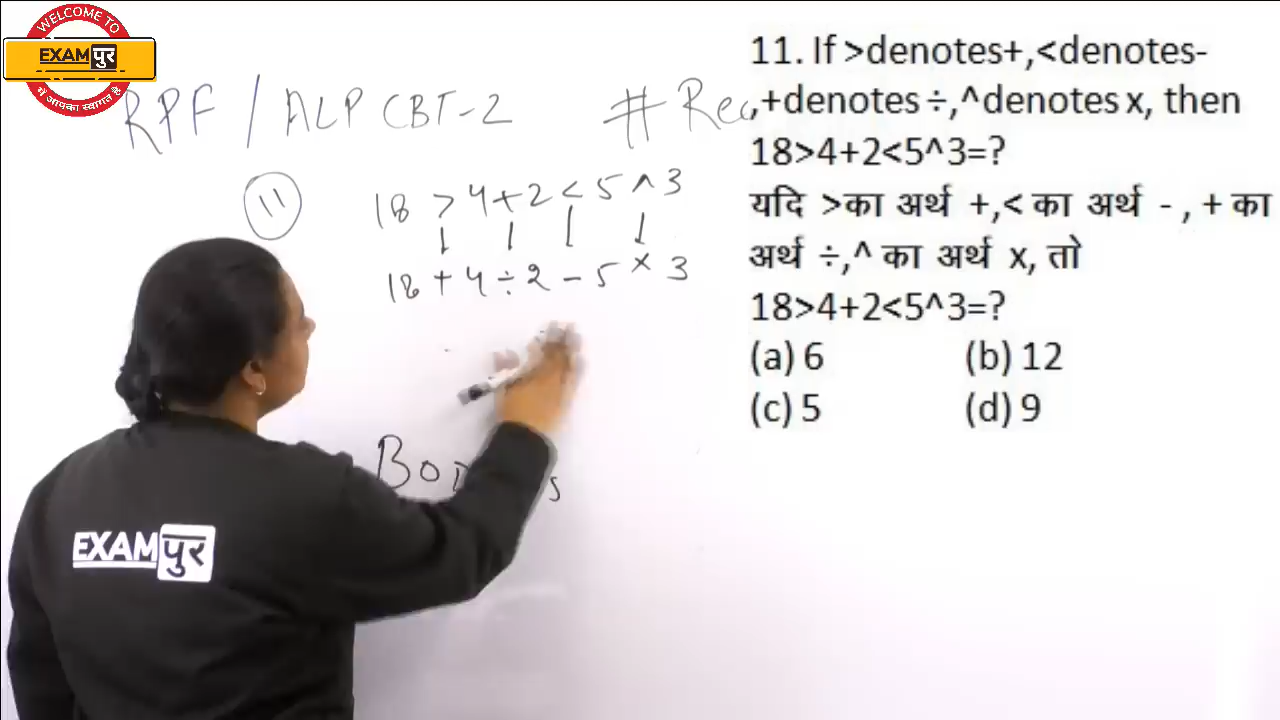 WELCOME TO
EXAMपुर
में आपका स्वागत है
RPF / ALP CBT-2 # Rea
11
18 > 4 + 2 < 5 ^ 3
18 + 4 ÷ 2 - 5 × 3
EXAMपुर
11. If >denotes+,<denotes-
,+denotes ÷,^denotes x, then
18>4+2<5^3=?
यदि >का अर्थ +,< का अर्थ - , + का
अर्थ ÷,^ का अर्थ x, तो
18>4+2<5^3=?
(a) 6 (b) 12
(c) 5 (d) 9